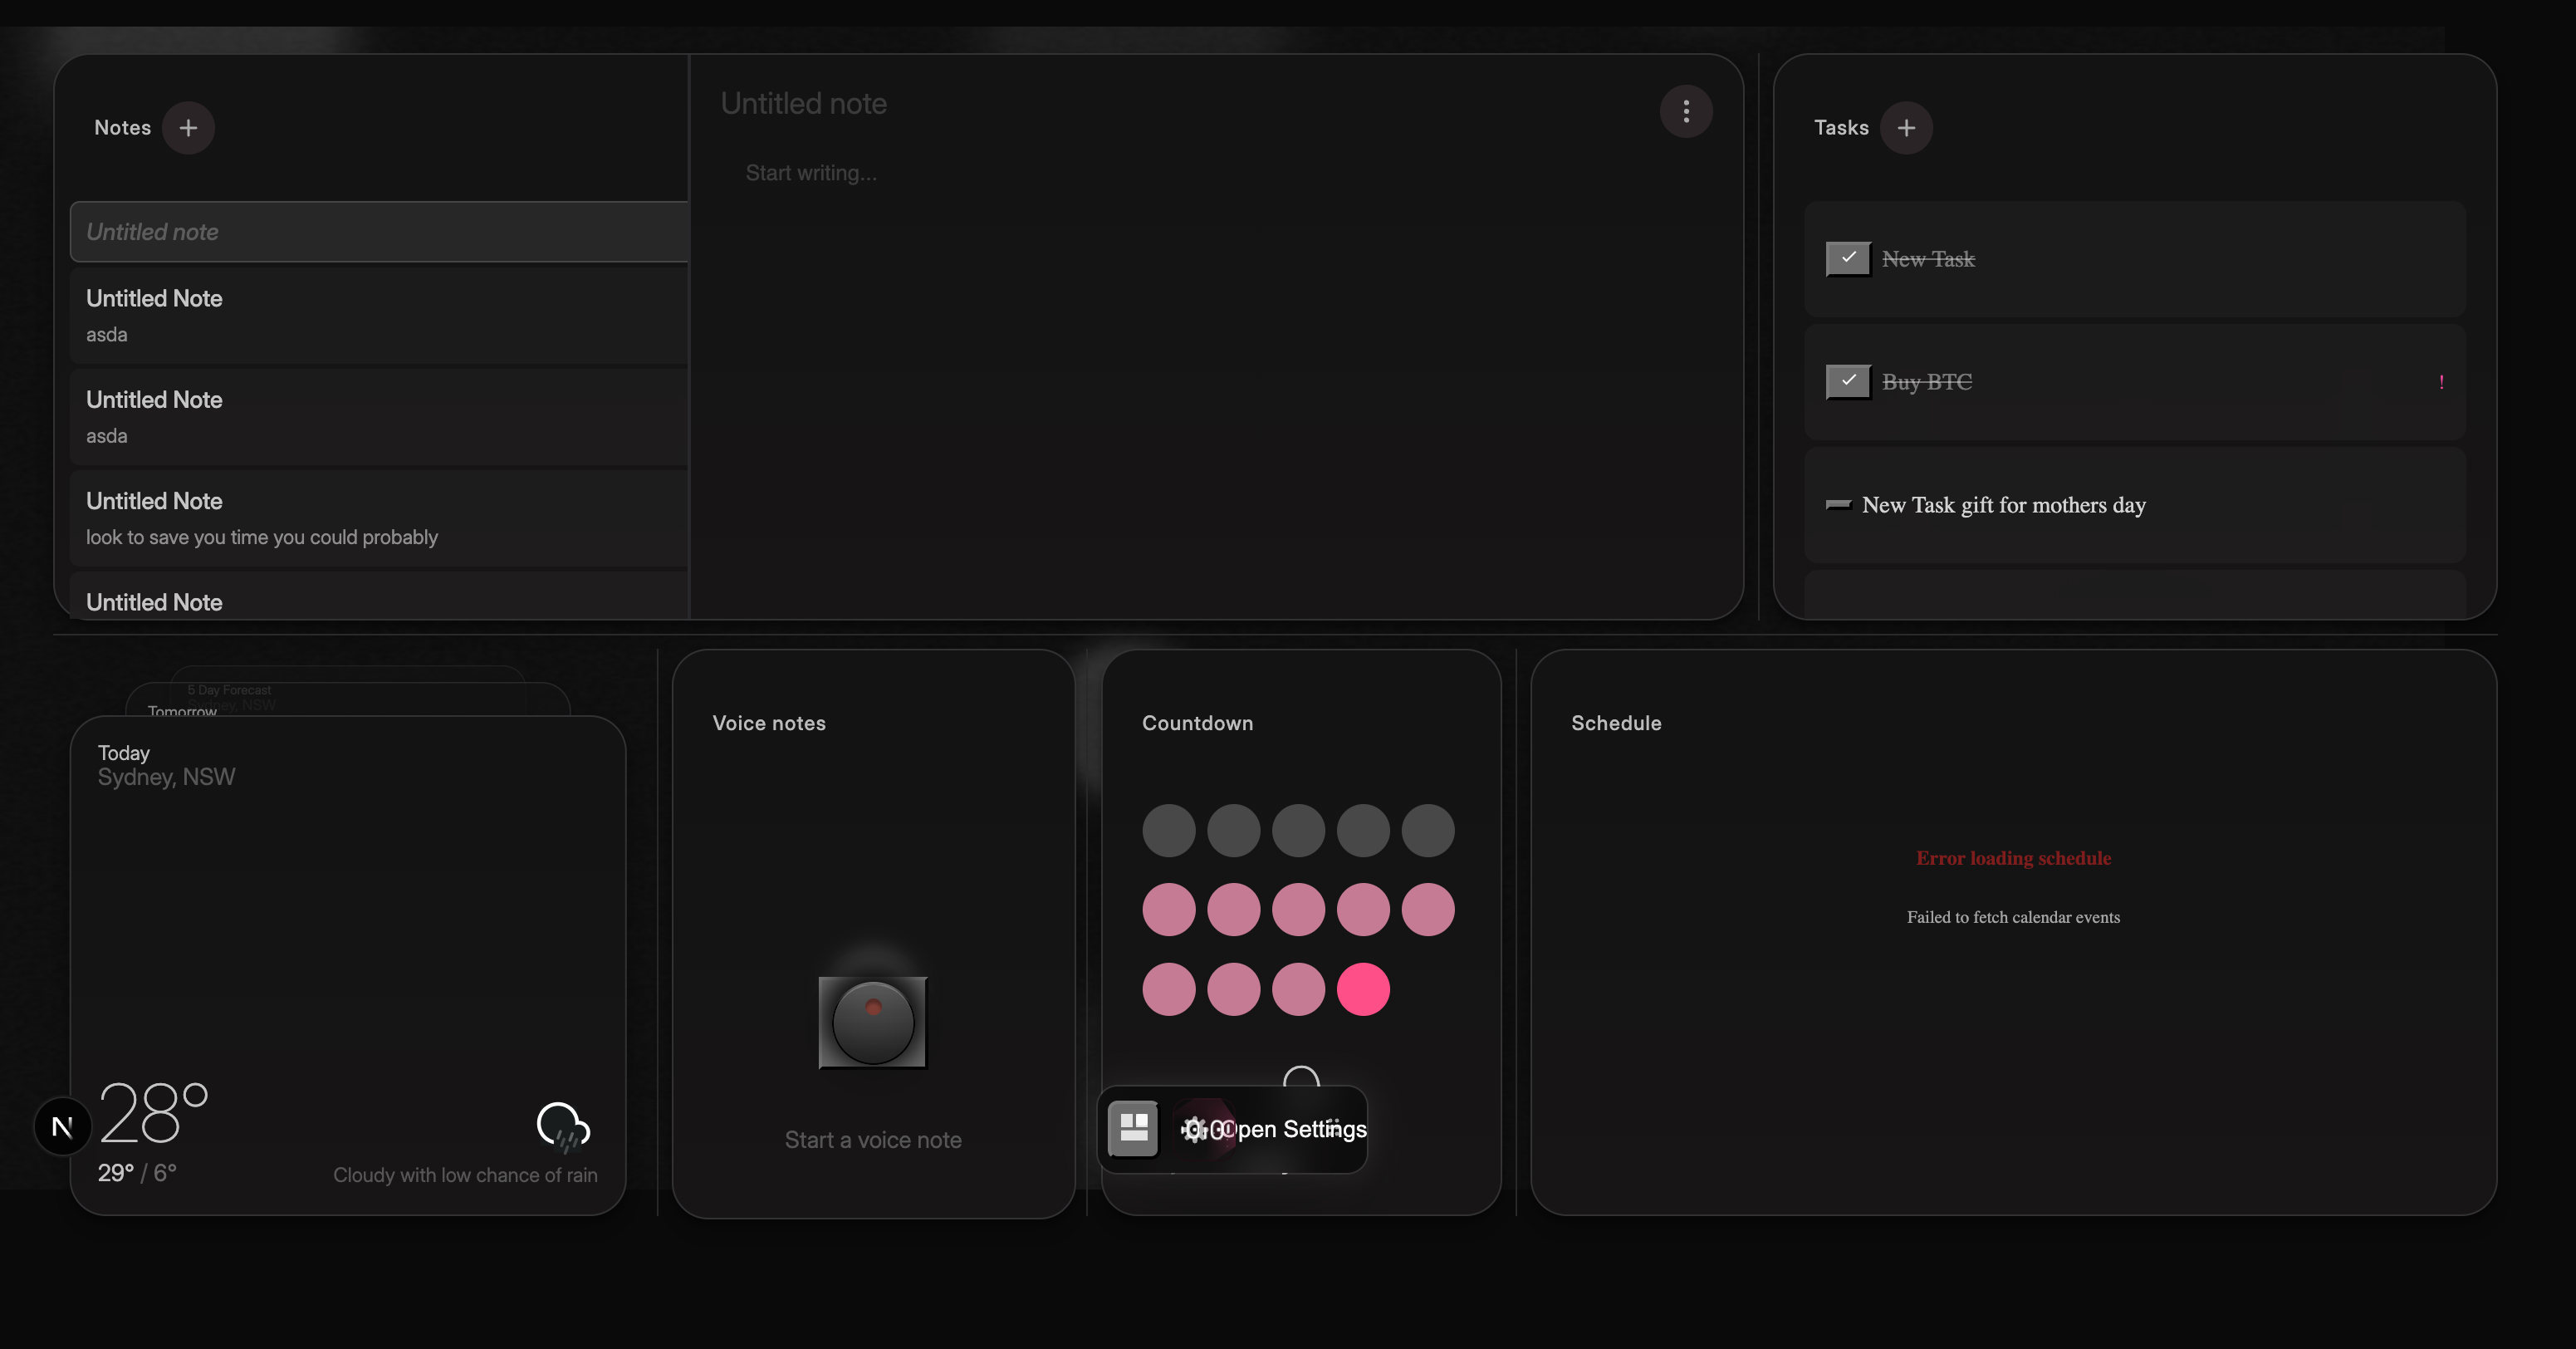 Notes
Untitled note
Untitled Note
asda
Untitled Note
asda
Untitled Note
look to save you time you could probably
Untitled Note
Untitled note
Start writing...
Tasks
New Task
Buy BTC
!
New Task gift for mothers day
5 Day Forecast
Sydney, NSW
Tomorrow
Today
Sydney, NSW
28°
29° / 6°
Cloudy with low chance of rain
N
Voice notes
Start a voice note
Countdown
Open Settings
Schedule
Error loading schedule
Failed to fetch calendar events